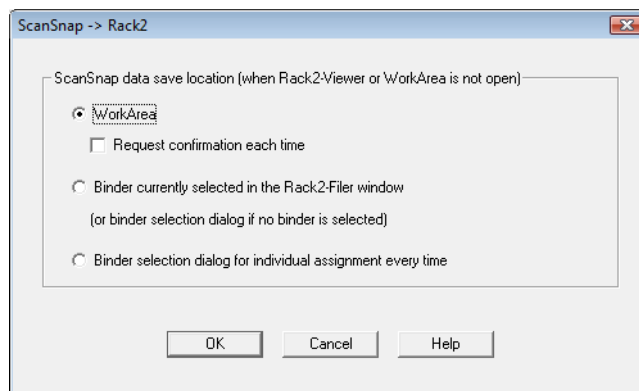 ScanSnap -> Rack2
ScanSnap data save location (when Rack2-Viewer or WorkArea is not open)
WorkArea
Request confirmation each time
Binder currently selected in the Rack2-Filer window
(or binder selection dialog if no binder is selected)
Binder selection dialog for individual assignment every time
OK Cancel Help